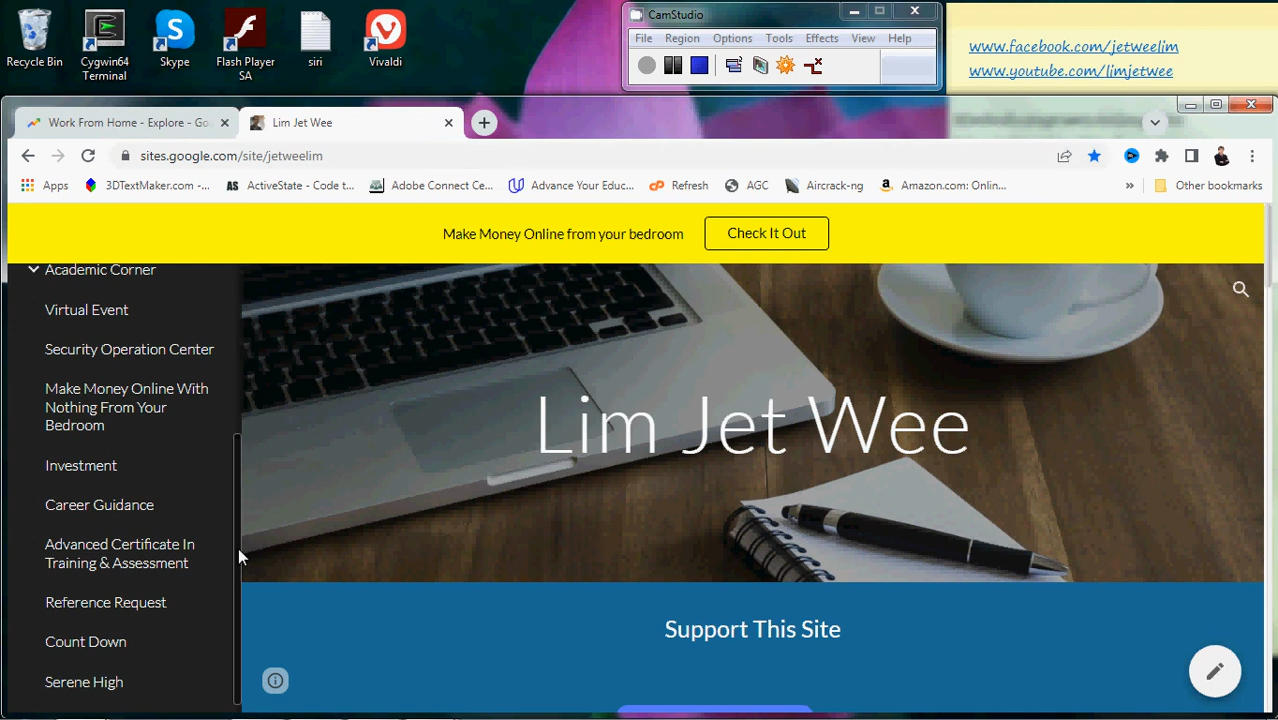 Recycle Bin
Cygwin64
Terminal
Skype
Flash Player
SA
siri
Vivaldi
CamStudio
File Region Options Tools Effects View Help
www.facebook.com/jetweelim
www.youtube.com/limjetwee
Work From Home - Explore - Go
Lim Jet Wee
sites.google.com/site/jetweelim
Apps
3DTextMaker.com -...
ActiveState - Code t...
Adobe Connect Ce...
Advance Your Educ...
Refresh
AGC
Aircrack-ng
Amazon.com: Onlin...
Other bookmarks
Make Money Online from your bedroom
Check It Out
Academic Corner
Virtual Event
Security Operation Center
Make Money Online With
Nothing From Your
Bedroom
Investment
Career Guidance
Advanced Certificate In
Training & Assessment
Reference Request
Count Down
Serene High
Lim Jet Wee
Support This Site